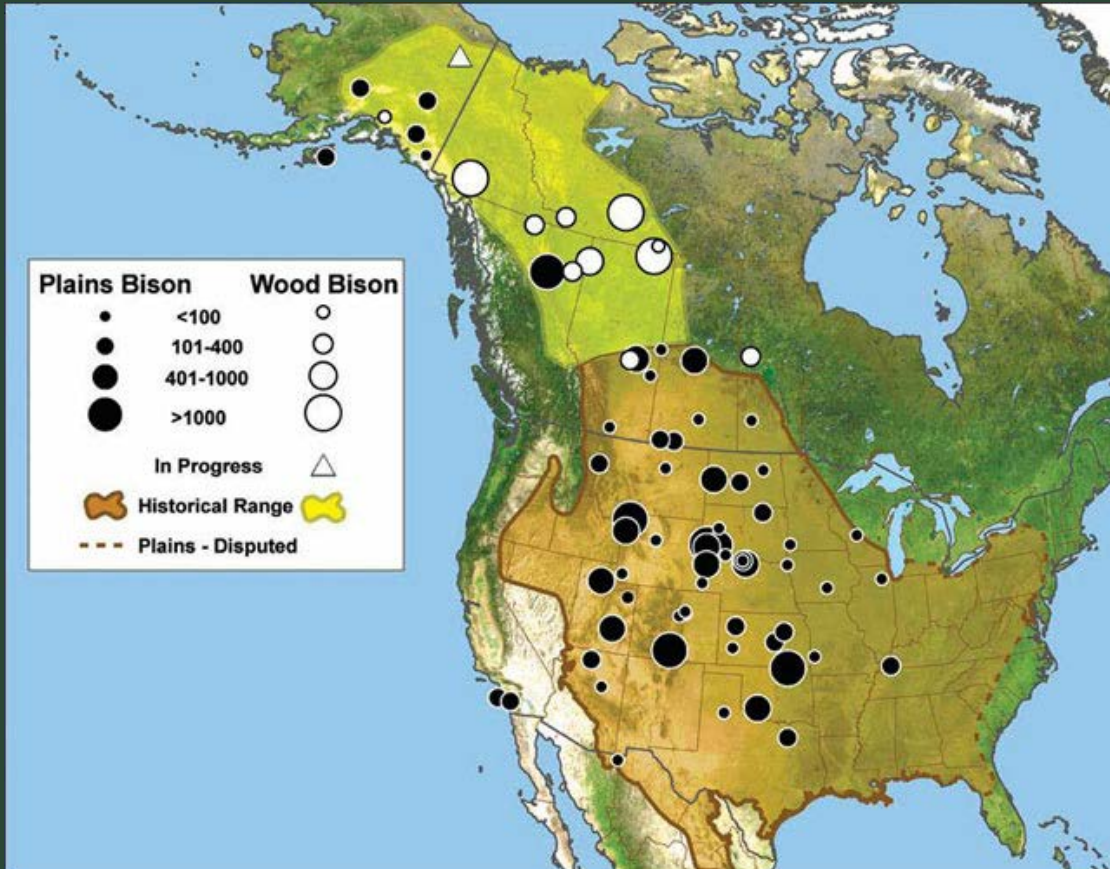 Plains Bison Wood Bison
<100
101-400
401-1000
>1000
In Progress
Historical Range
Plains - Disputed